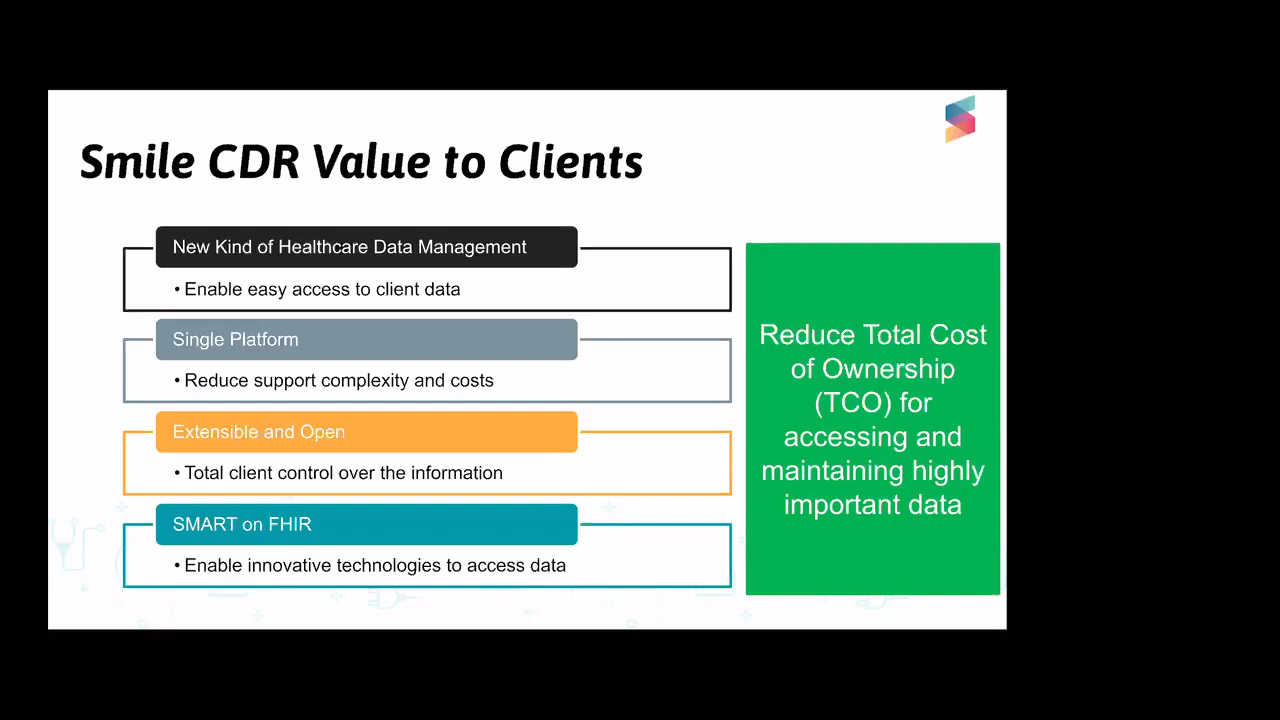 Smile CDR Value to Clients
New Kind of Healthcare Data Management
• Enable easy access to client data
Single Platform
• Reduce support complexity and costs
Extensible and Open
• Total client control over the information
SMART on FHIR
• Enable innovative technologies to access data
Reduce Total Cost
of Ownership
(TCO) for
accessing and
maintaining highly
important data